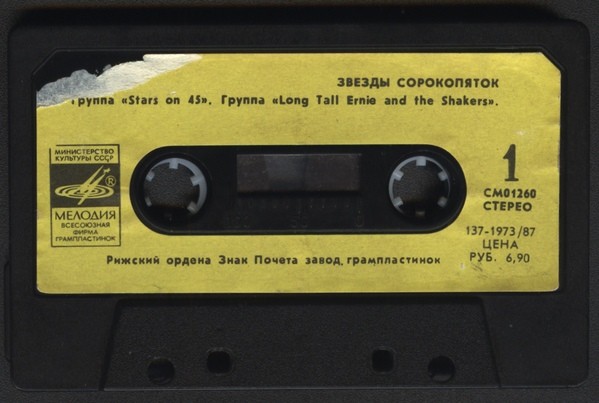 ЗВЕЗДЫ СОРОКОПЯТОК
Группа «Stars on 45». Группа «Long Tall Ernie and the Shakers».
МИНИСТЕРСТВО
КУЛЬТУРЫ СССР
®
МЕЛОДИЯ
ВСЕСОЮЗНАЯ
ФИРМА
ГРАМПЛАСТИНОК
1
СМ01260
СТЕРЕО
137-1973/87
ЦЕНА
РУБ. 6,90
Рижский ордена Знак Почета завод грампластинок